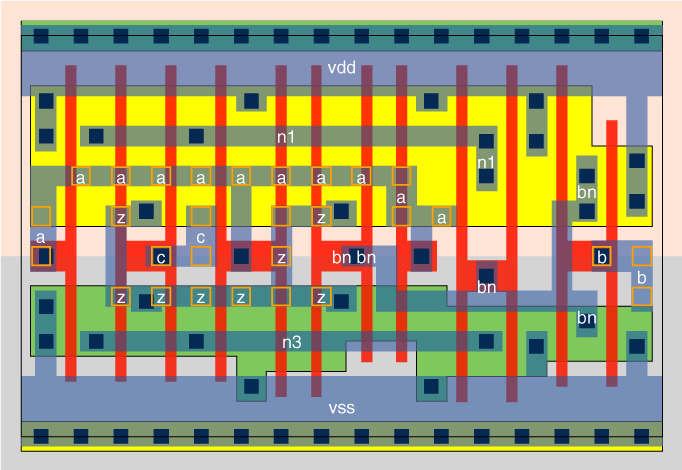 vdd
n1
n1
a a a a a a a a
bn
a
z z a
a c
c z bn bn b
b
bn
z z z z z
bn
n3
vss